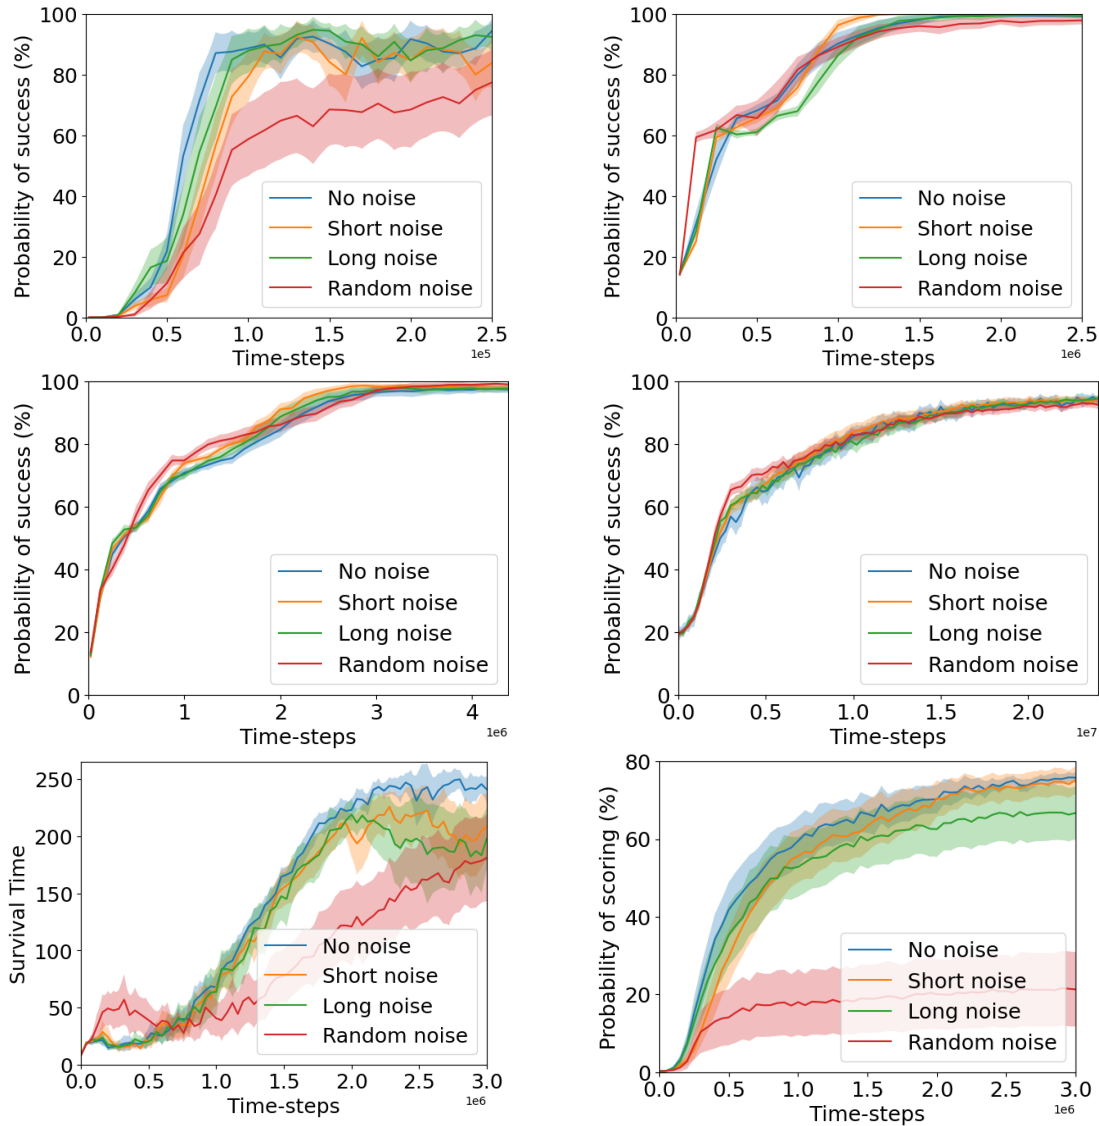 Probability of success (%)
100
80
60
40
20
0
No noise
Short noise
Long noise
Random noise
0.0 0.5 1.0 1.5 2.0 2.5
1e5
Time-steps
Probability of success (%)
100
80
60
40
20
0
No noise
Short noise
Long noise
Random noise
0.0 0.5 1.0 1.5 2.0 2.5
1e6
Time-steps
Probability of success (%)
100
80
60
40
20
0
No noise
Short noise
Long noise
Random noise
0 1 2 3 4
1e6
Time-steps
Probability of success (%)
100
80
60
40
20
0
No noise
Short noise
Long noise
Random noise
0.0 0.5 1.0 1.5 2.0
1e7
Time-steps
Survival Time
250
200
150
100
50
0
No noise
Short noise
Long noise
Random noise
0.0 0.5 1.0 1.5 2.0 2.5 3.0
1e6
Time-steps
Probability of scoring (%)
80
60
40
20
0
No noise
Short noise
Long noise
Random noise
0.0 0.5 1.0 1.5 2.0 2.5 3.0
1e6
Time-steps